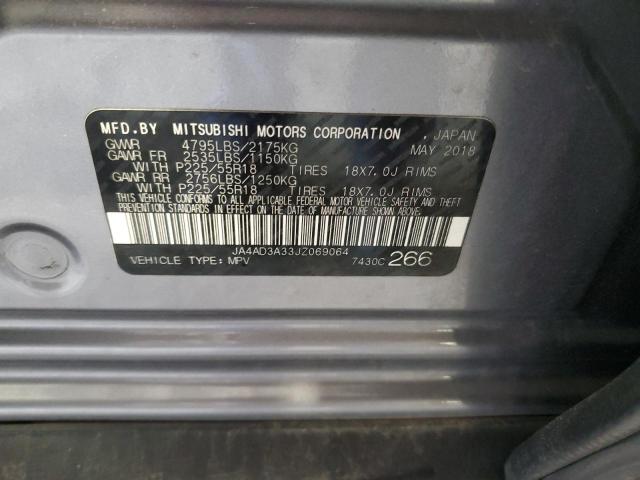 MFD.BY MITSUBISHI MOTORS CORPORATION , JAPAN
GVWR 4795LBS/2175KG MAY 2018
GAWR FR 2535LBS/1150KG
WITH P225/55R18 TIRES 18X7.0J RIMS
GAWR RR 2756LBS/1250KG
WITH P225/55R18 TIRES 18X7.0J RIMS
THIS VEHICLE CONFORMS TO ALL APPLICABLE FEDERAL MOTOR VEHICLE SAFETY AND THEFT
PREVENTION STANDARDS IN EFFECT ON THE DATE OF MANUFACTURE SHOWN ABOVE.
JA4AD3A33JZ069064
VEHICLE TYPE: MPV 7430C 266